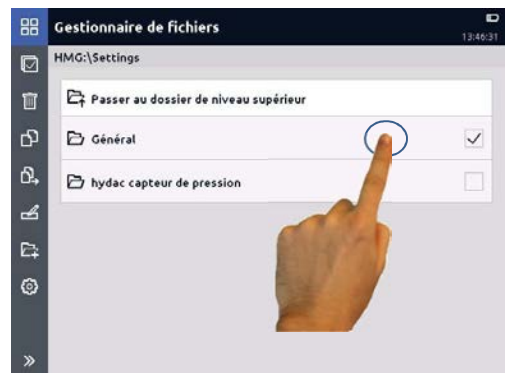 Gestionnaire de fichiers
13:46:31
HMG:\Settings
Passer au dossier de niveau supérieur
Général
hydac capteur de pression